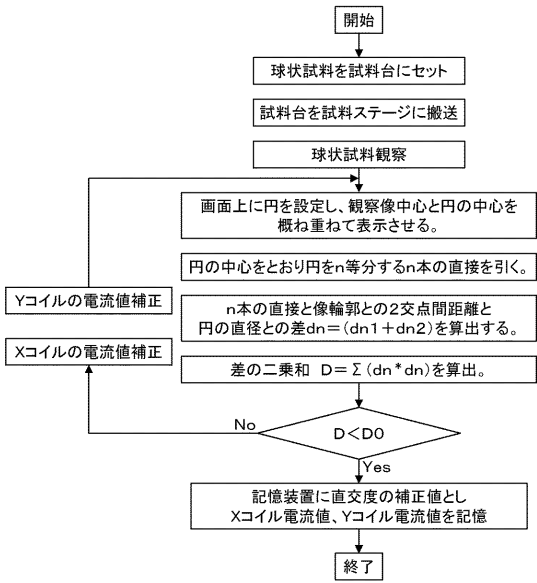 開始
球状試料を試料台にセット
試料台を試料ステージに搬送
球状試料観察
画面上に円を設定し、観察像中心と円の中心を
概ね重ねて表示させる。
円の中心をとおり円をn等分するn本の直接を引く。
Yコイルの電流値補正
n本の直接と像輪郭との2交点間距離と
円の直径との差dn=(dn1+dn2)を算出する。
Xコイルの電流値補正
差の二乗和 D=Σ(dn*dn)を算出。
No
D<D0
Yes
記憶装置に直交度の補正値とし
Xコイル電流値、Yコイル電流値を記憶
終了